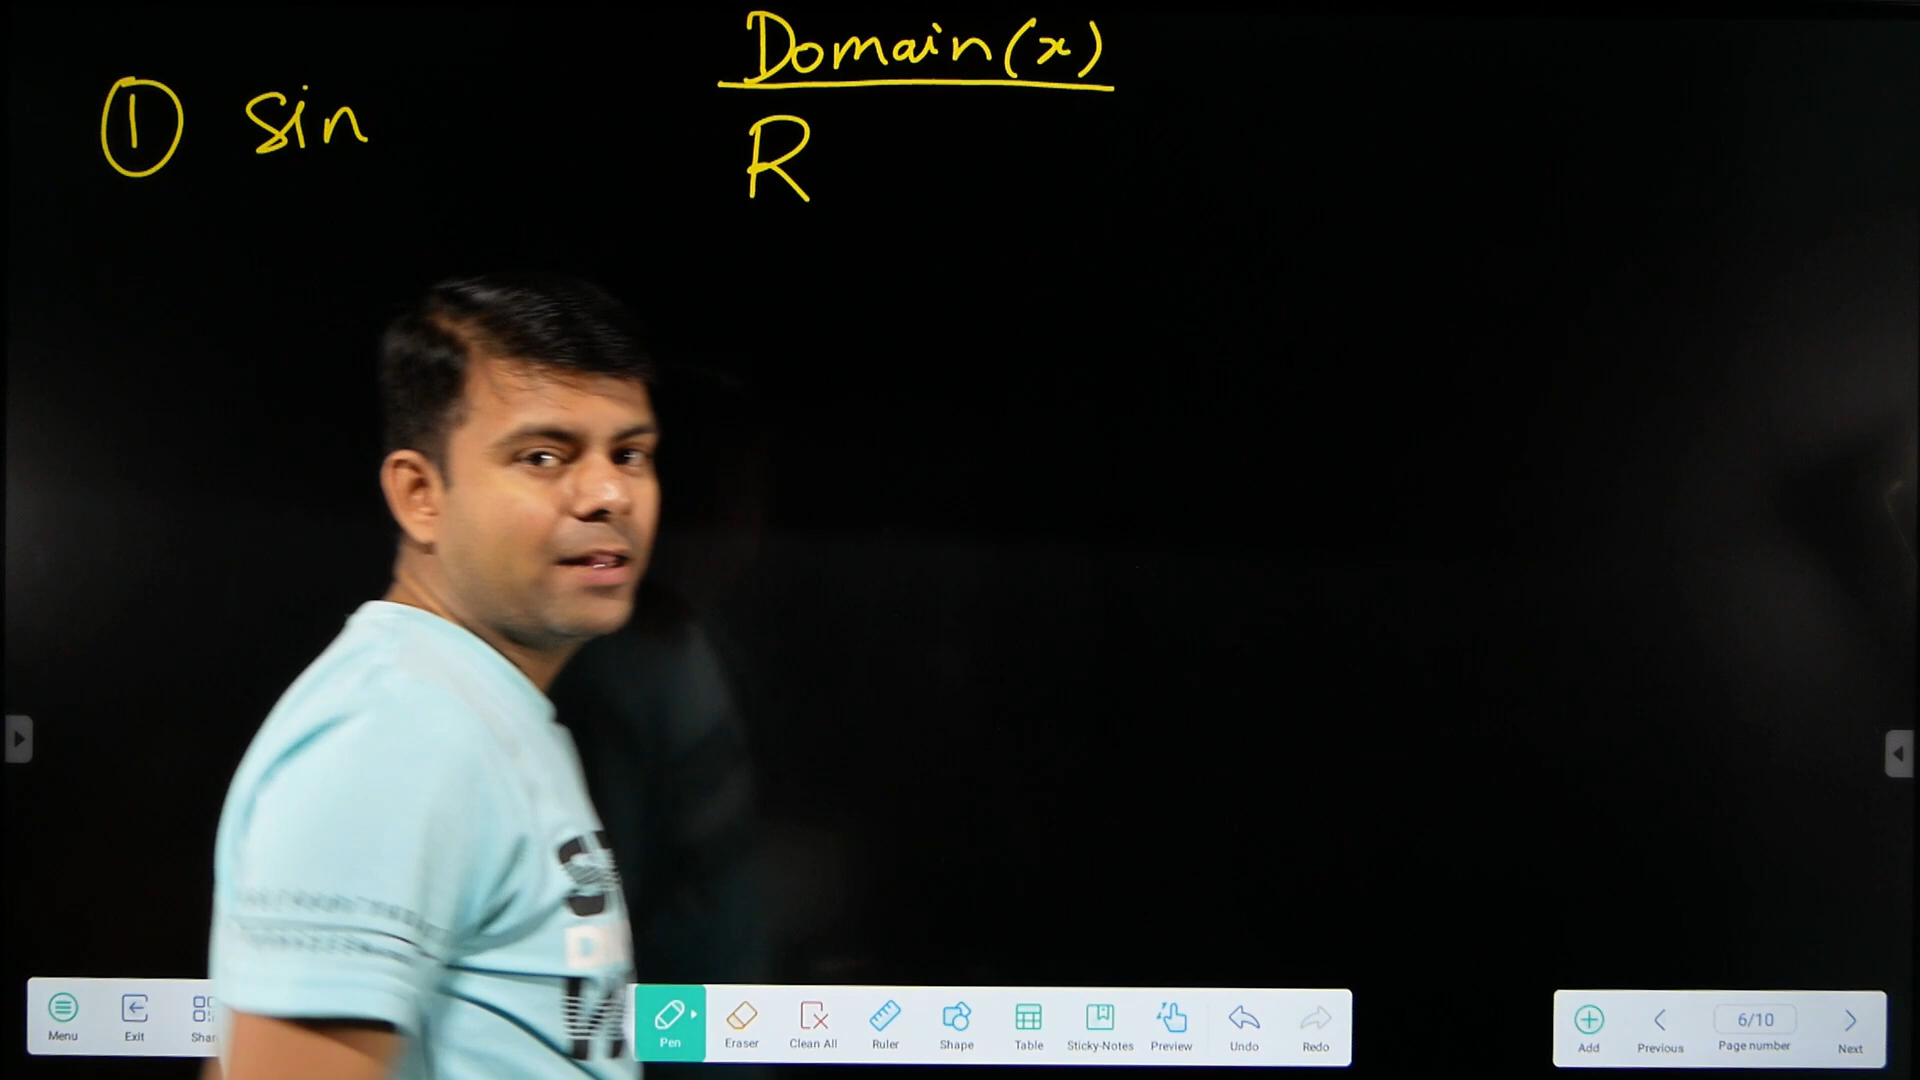 Domain(x)
① sin
R
Menu
Exit
Pen
Eraser
Clean All
Ruler
Shape
Table
Sticky-Notes
Preview
Undo
Redo
Add
Previous
6/10
Page number
Next